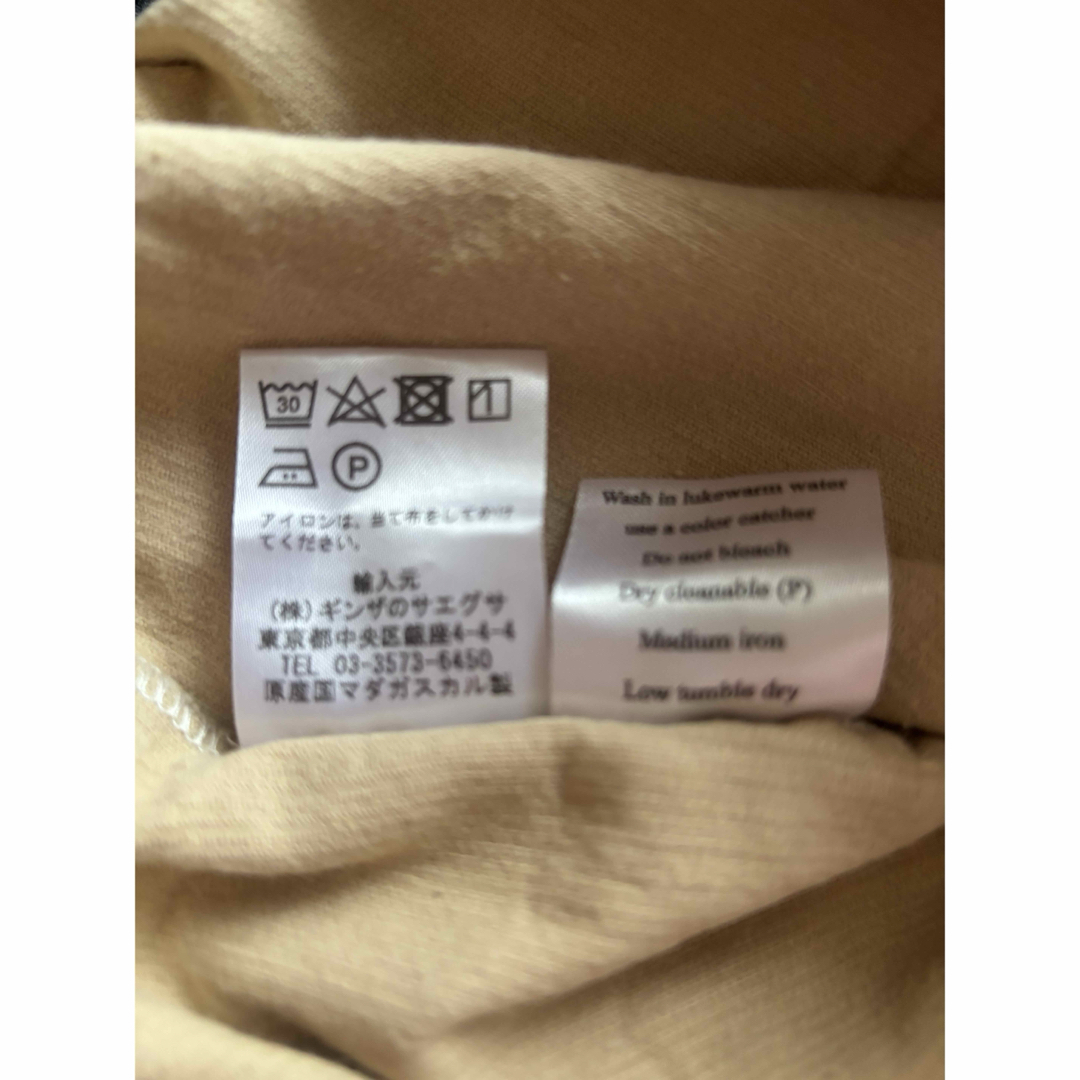 30
P
アイロンは、当て布をしてかけ
てください。
輸入元
(株)ギンザのサエグサ
東京都中央区銀座4-4-4
TEL 03-3573-6450
原産国マダガスカル製
Wash in lukewarm water
use a color catcher
Do not bleach
Dry cleanable (P)
Medium iron
Low tumble dry